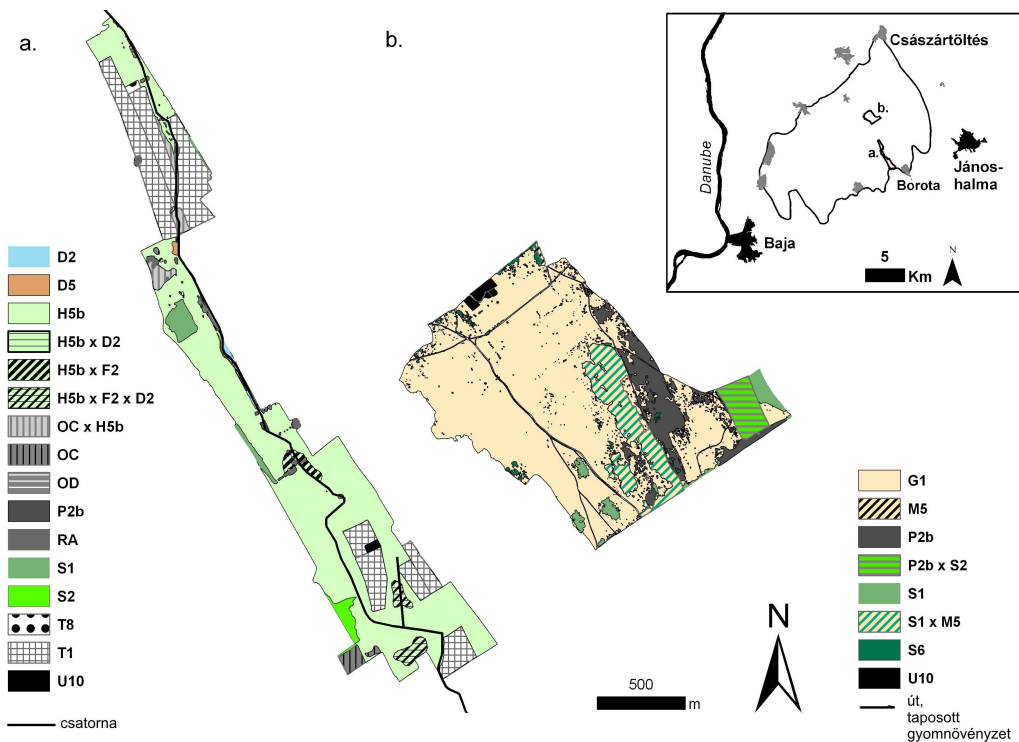 a.
b.
Császártöltés
b.
a.
Danube
János-
halma
Borota
Baja
5
Km
N
D2
D5
H5b
H5b x D2
H5b x F2
H5b x F2 x D2
OC x H5b
OC
OD
P2b
RA
S1
S2
T8
T1
U10
csatorna
G1
M5
P2b
P2b x S2
S1
S1 x M5
S6
U10
út,
taposott
gyomnövényzet
N
500
m